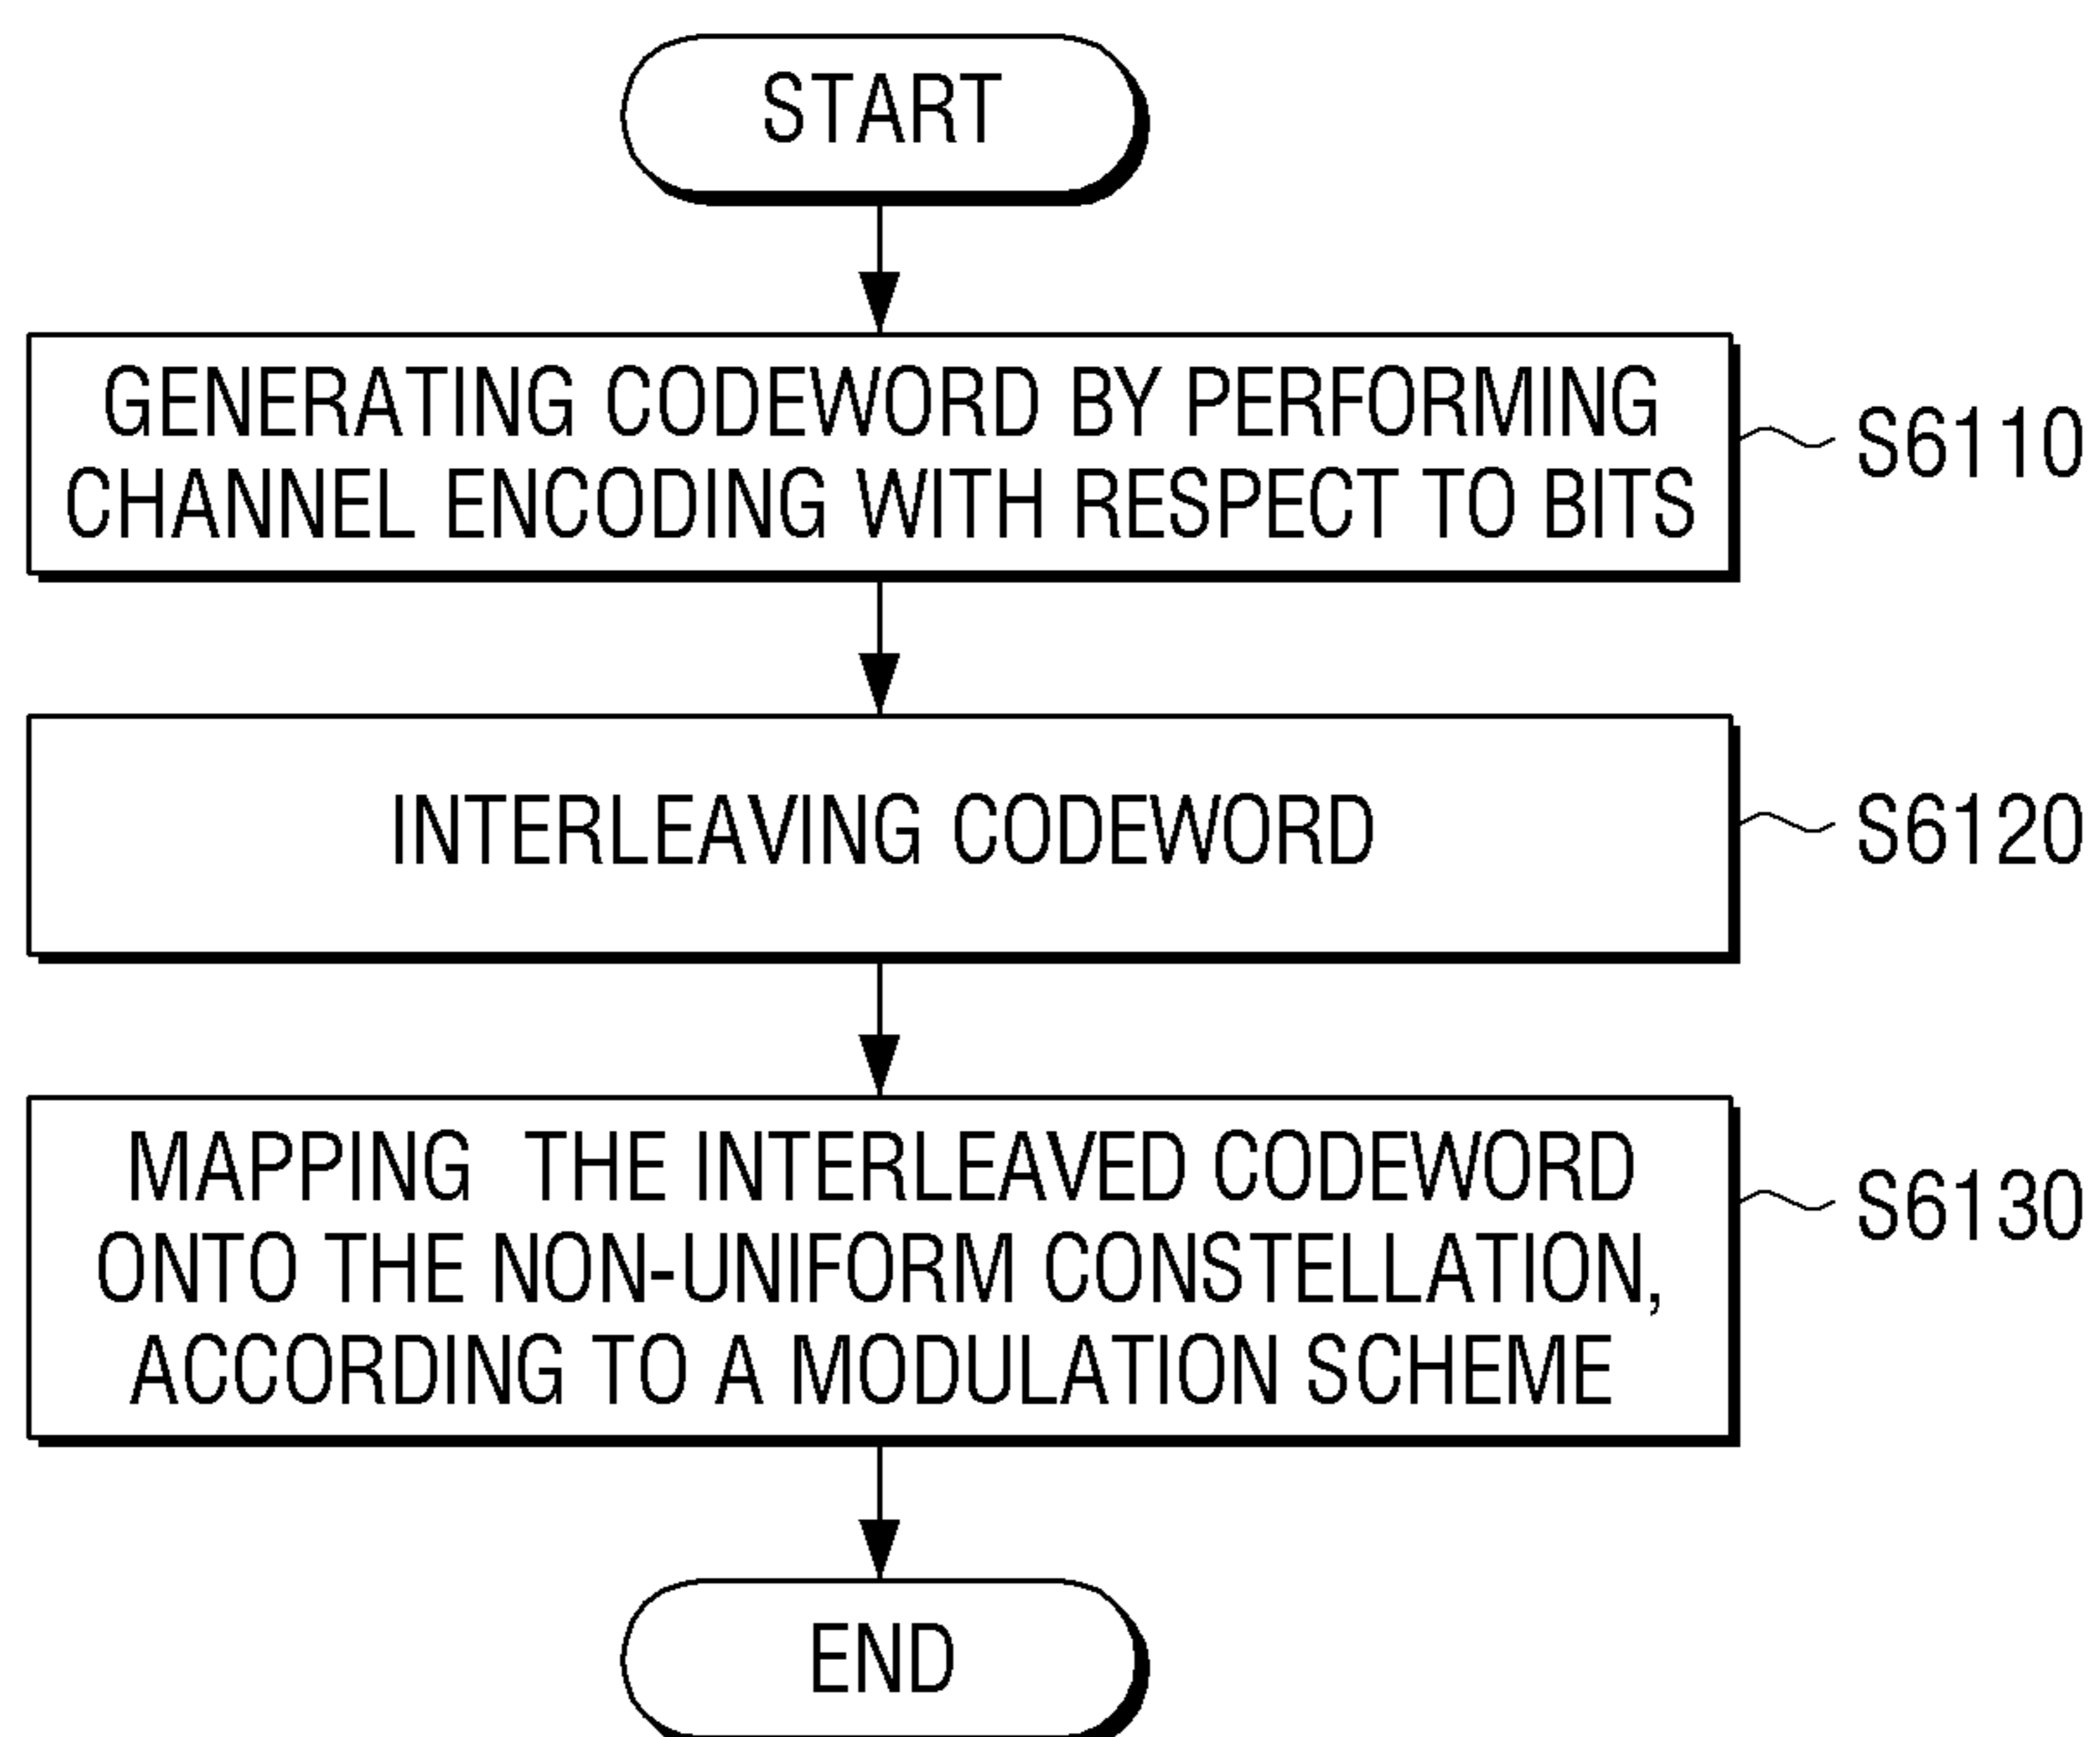 START
GENERATING CODEWORD BY PERFORMING
CHANNEL ENCODING WITH RESPECT TO BITS
S6110
INTERLEAVING CODEWORD
S6120
MAPPING THE INTERLEAVED CODEWORD
ONTO THE NON-UNIFORM CONSTELLATION,
ACCORDING TO A MODULATION SCHEME
S6130
END